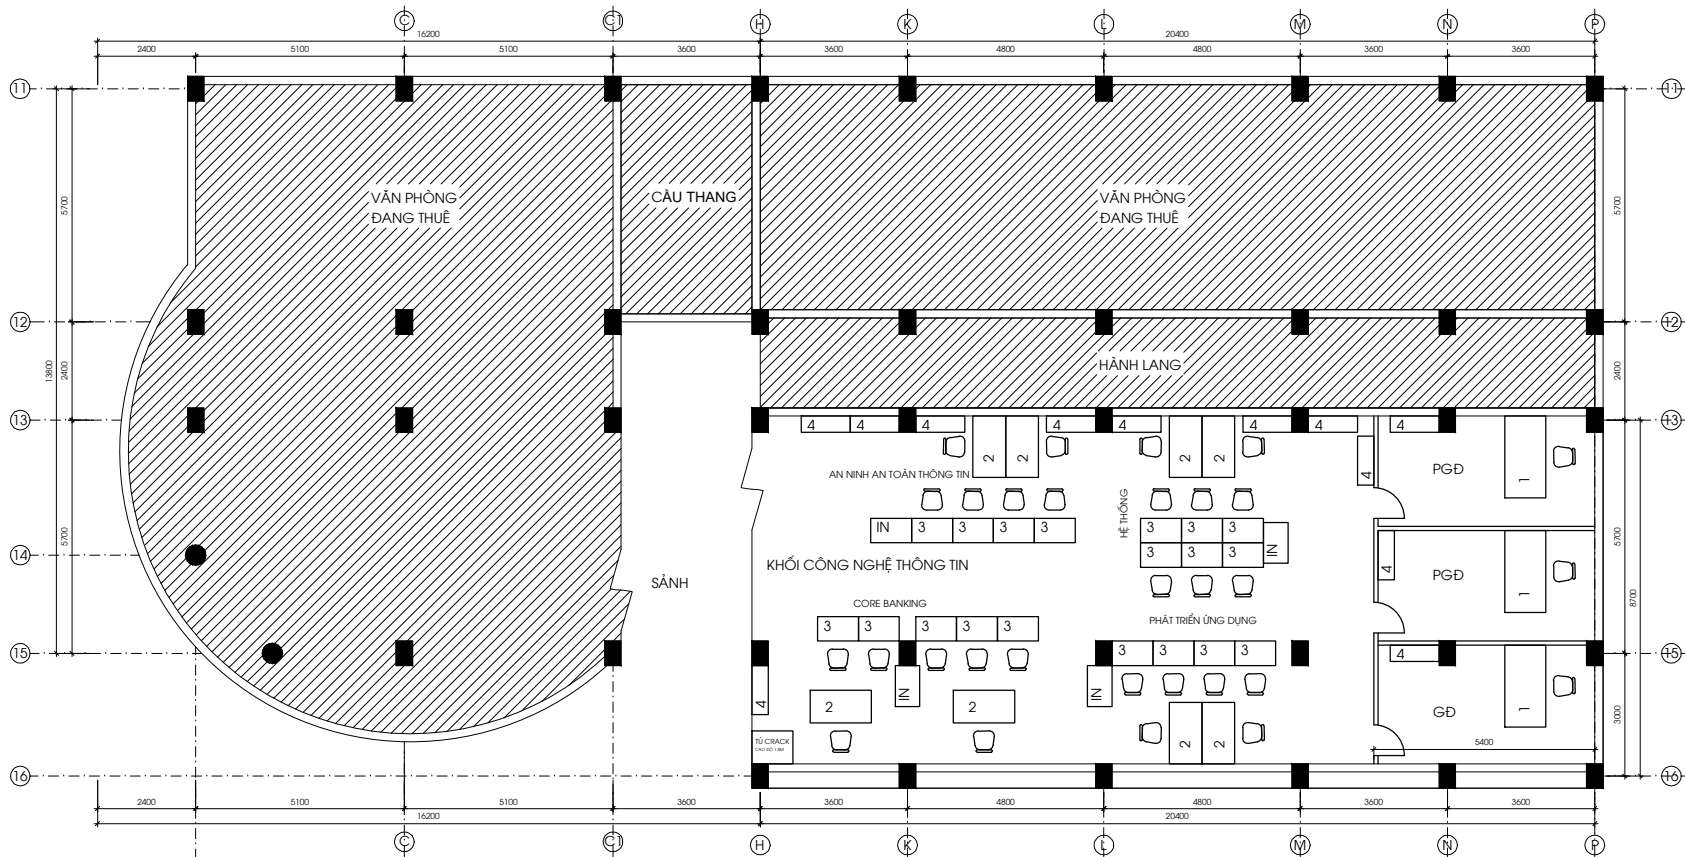 C C1 H K L M N P
16200 20400
2400 5100 5100 3600 3600 4800 4800 3600 3600
11 11
VĂN PHÒNG
ĐANG THUÊ
CẦU THANG
VĂN PHÒNG
ĐANG THUÊ
5700 5700
12 12
13800 2400 2400
HÀNH LANG
13 13
4 4 4 4 4 4 4 4
2 2 2 2
4
AN NINH AN TOÀN THÔNG TIN
HỆ THỐNG
PGĐ
1
IN 3 3 3 3
3 3 3
3 3 3
IN
5700 5700
14
KHỐI CÔNG NGHỆ THÔNG TIN
SẢNH
4
PGĐ
1
8700
CORE BANKING
PHÁT TRIỂN ỨNG DỤNG
3 3 3 3 3
3 3 3 3
15 15
4
IN
IN
4
2 2
GĐ
1
3000
TỦ CRACK
CAO ĐỘ 1.8M
2 2
5400
16 16
2400 5100 5100 3600 3600 4800 4800 3600 3600
16200 20400
C C1 H K L M N P